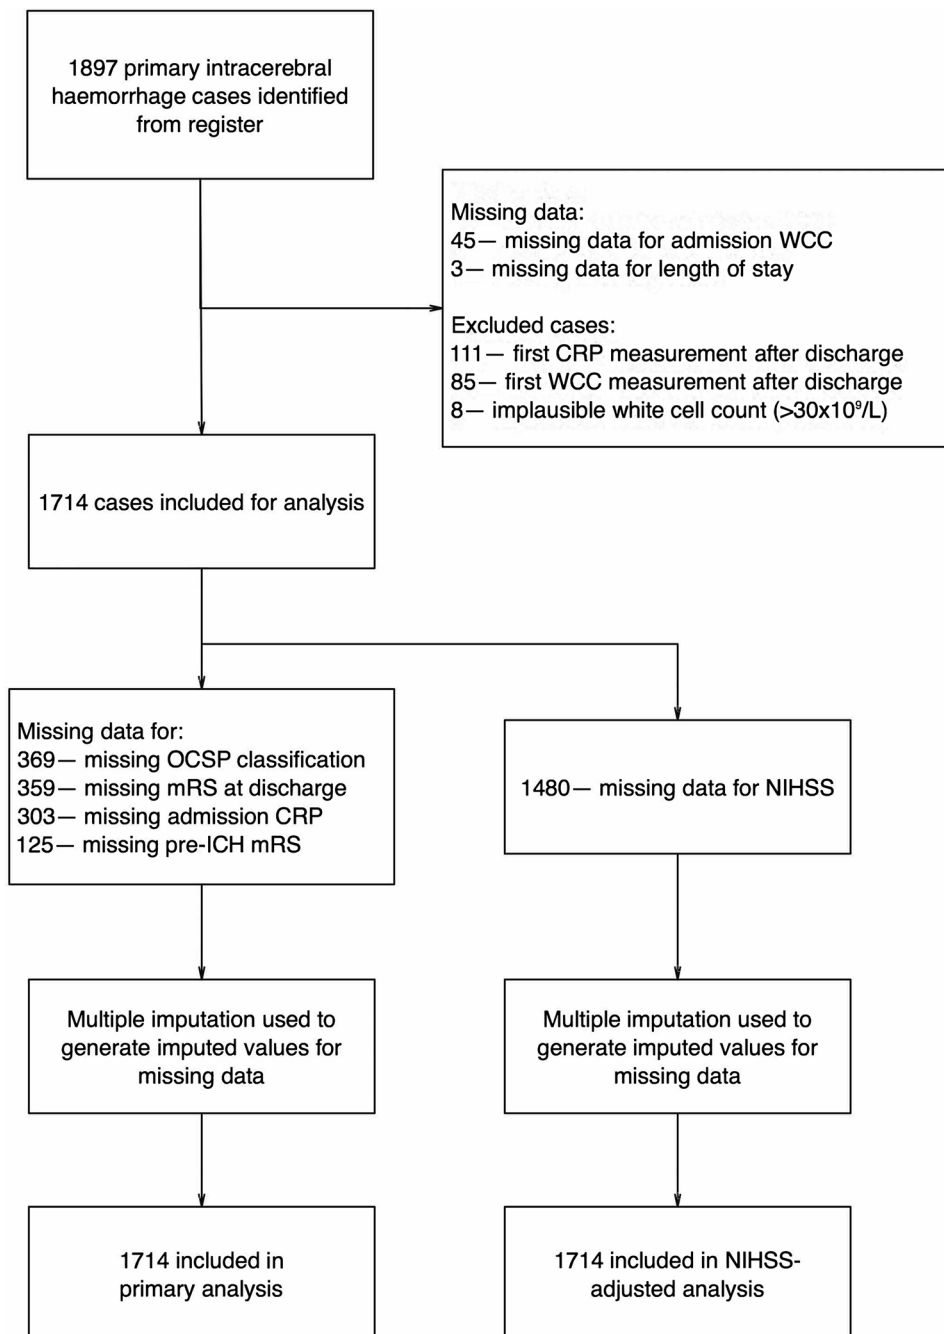 1897 primary intracerebral
haemorrhage cases identified
from register
Missing data:
45— missing data for admission WCC
3— missing data for length of stay
Excluded cases:
111— first CRP measurement after discharge
85— first WCC measurement after discharge
8— implausible white cell count (>30x10⁹/L)
1714 cases included for analysis
Missing data for:
369— missing OCSP classification
359— missing mRS at discharge
303— missing admission CRP
125— missing pre-ICH mRS
1480— missing data for NIHSS
Multiple imputation used to
generate imputed values for
missing data
Multiple imputation used to
generate imputed values for
missing data
1714 included in
primary analysis
1714 included in NIHSS-
adjusted analysis